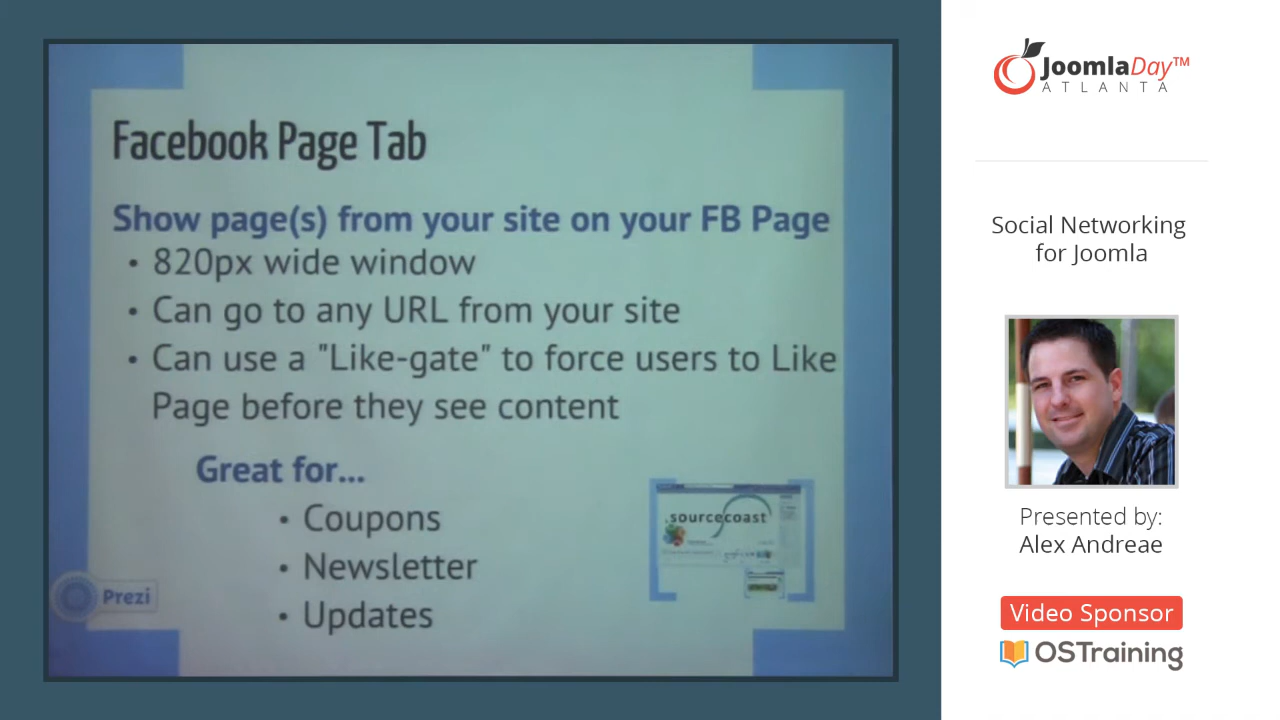 Facebook Page Tab
Show page(s) from your site on your FB Page
• 820px wide window
• Can go to any URL from your site
• Can use a "Like-gate" to force users to Like
Page before they see content
Great for...
• Coupons
• Newsletter
• Updates
.sourcecoast
Prezi
JoomlaDay™
ATLANTA
Social Networking
for Joomla
Presented by:
Alex Andreae
Video Sponsor
OSTraining